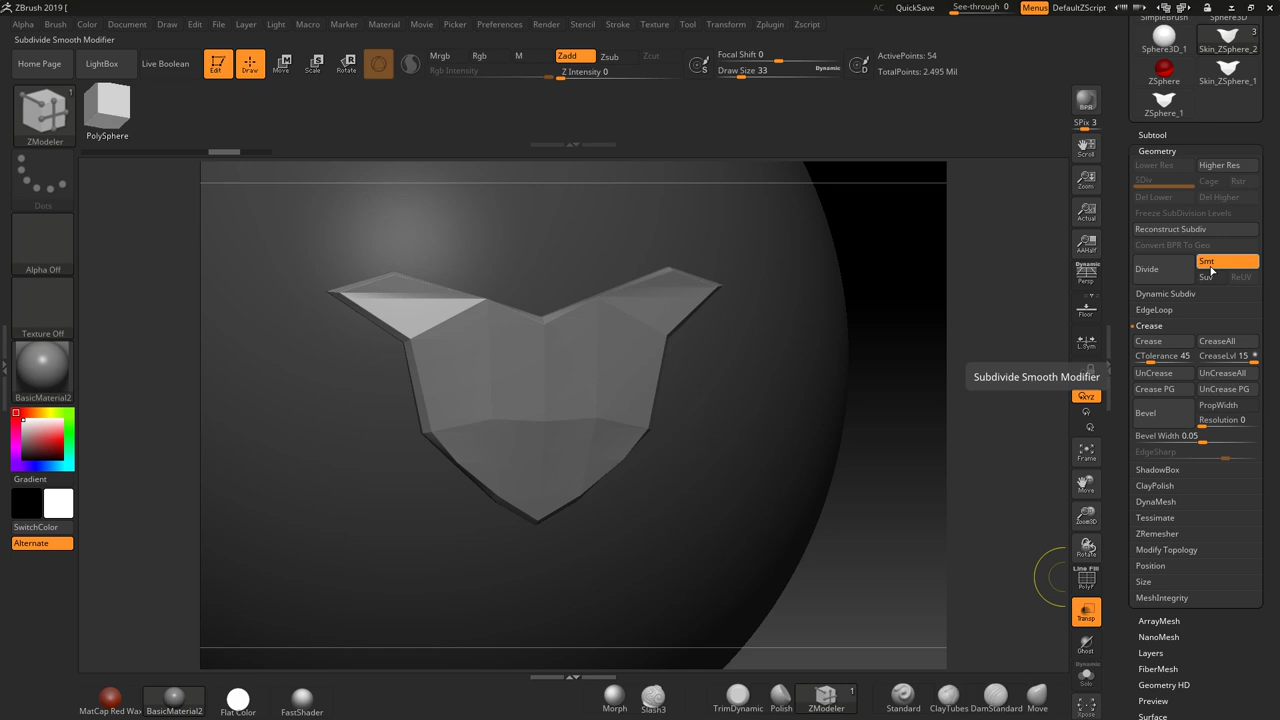 ZBrush 2019 [
AC QuickSave See-through 0 Menus DefaultZScript
Alpha Brush Color Document Draw Edit File Layer Light Macro Marker Material Movie Picker Preferences Render Stencil Stroke Texture Tool Transform Zplugin Zscript
Subdivide Smooth Modifier
Home Page LightBox Live Boolean Edit Draw Move Scale Rotate
Mrgb Rgb M Zadd Zsub
Rgb Intensity Z Intensity 0
Focal Shift 0
Draw Size 33 Dynamic
ActivePoints: 54
TotalPoints: 2.495 Mil
1
ZModeler
PolySphere
Dots
Alpha Off
Texture Off
BasicMaterial2
Gradient
SwitchColor
Alternate
BPR
SPix 3
Scroll
Zoom
Actual
AAHalf
Dynamic
Persp
Floor
L.Sym
Frame
Move
Zoom3D
Rotate
Line Fill
PolyF
Transp
Ghost
Dynamic
Solo
Xpose
Subdivide Smooth Modifier
SimpleBrush Sphere3D
3
Sphere3D_1 Skin_ZSphere_2
ZSphere Skin_ZSphere_1
ZSphere_1
Subtool
Geometry
Lower Res Higher Res
SDiv Cage Rstr
Del Lower Del Higher
Freeze SubDivision Levels
Reconstruct Subdiv
Convert BPR To Geo
Divide Smt
Suv ReUV
Dynamic Subdiv
EdgeLoop
Crease
Crease CreaseAll
CTolerance 45 CreaseLvl 15
UnCrease UnCreaseAll
Crease PG UnCrease PG
Bevel PropWidth
Resolution 0
Bevel Width 0.05
EdgeSharp
ShadowBox
ClayPolish
DynaMesh
Tessimate
ZRemesher
Modify Topology
Position
Size
MeshIntegrity
ArrayMesh
NanoMesh
Layers
FiberMesh
Geometry HD
Preview
Surface
MatCap Red Wax BasicMaterial2 Flat Color FastShader
Morph Slash3 TrimDynamic Polish ZModeler 1 Standard ClayTubes DamStandard Move